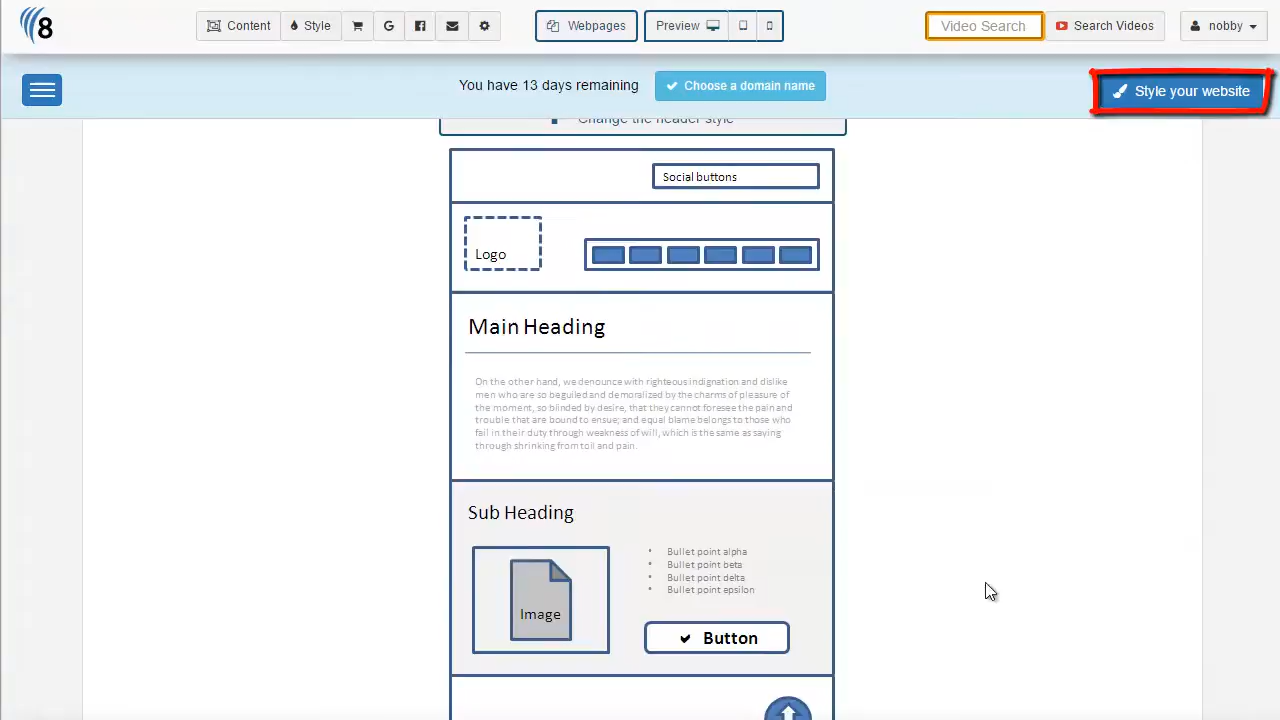 8
Content
Style
Webpages
Preview
Video Search
Search Videos
nobby
You have 13 days remaining
Choose a domain name
Style your website
Change the header style
Social buttons
Logo
Main Heading
On the other hand, we denounce with righteous indignation and dislike
men who are so beguiled and demoralized by the charms of pleasure of
the moment, so blinded by desire, that they cannot foresee the pain and
trouble that are bound to ensue; and equal blame belongs to those who
fail in their duty through weakness of will, which is the same as saying
through shrinking from toil and pain.
Sub Heading
Image
• Bullet point alpha
• Bullet point beta
• Bullet point delta
• Bullet point epsilon
Button